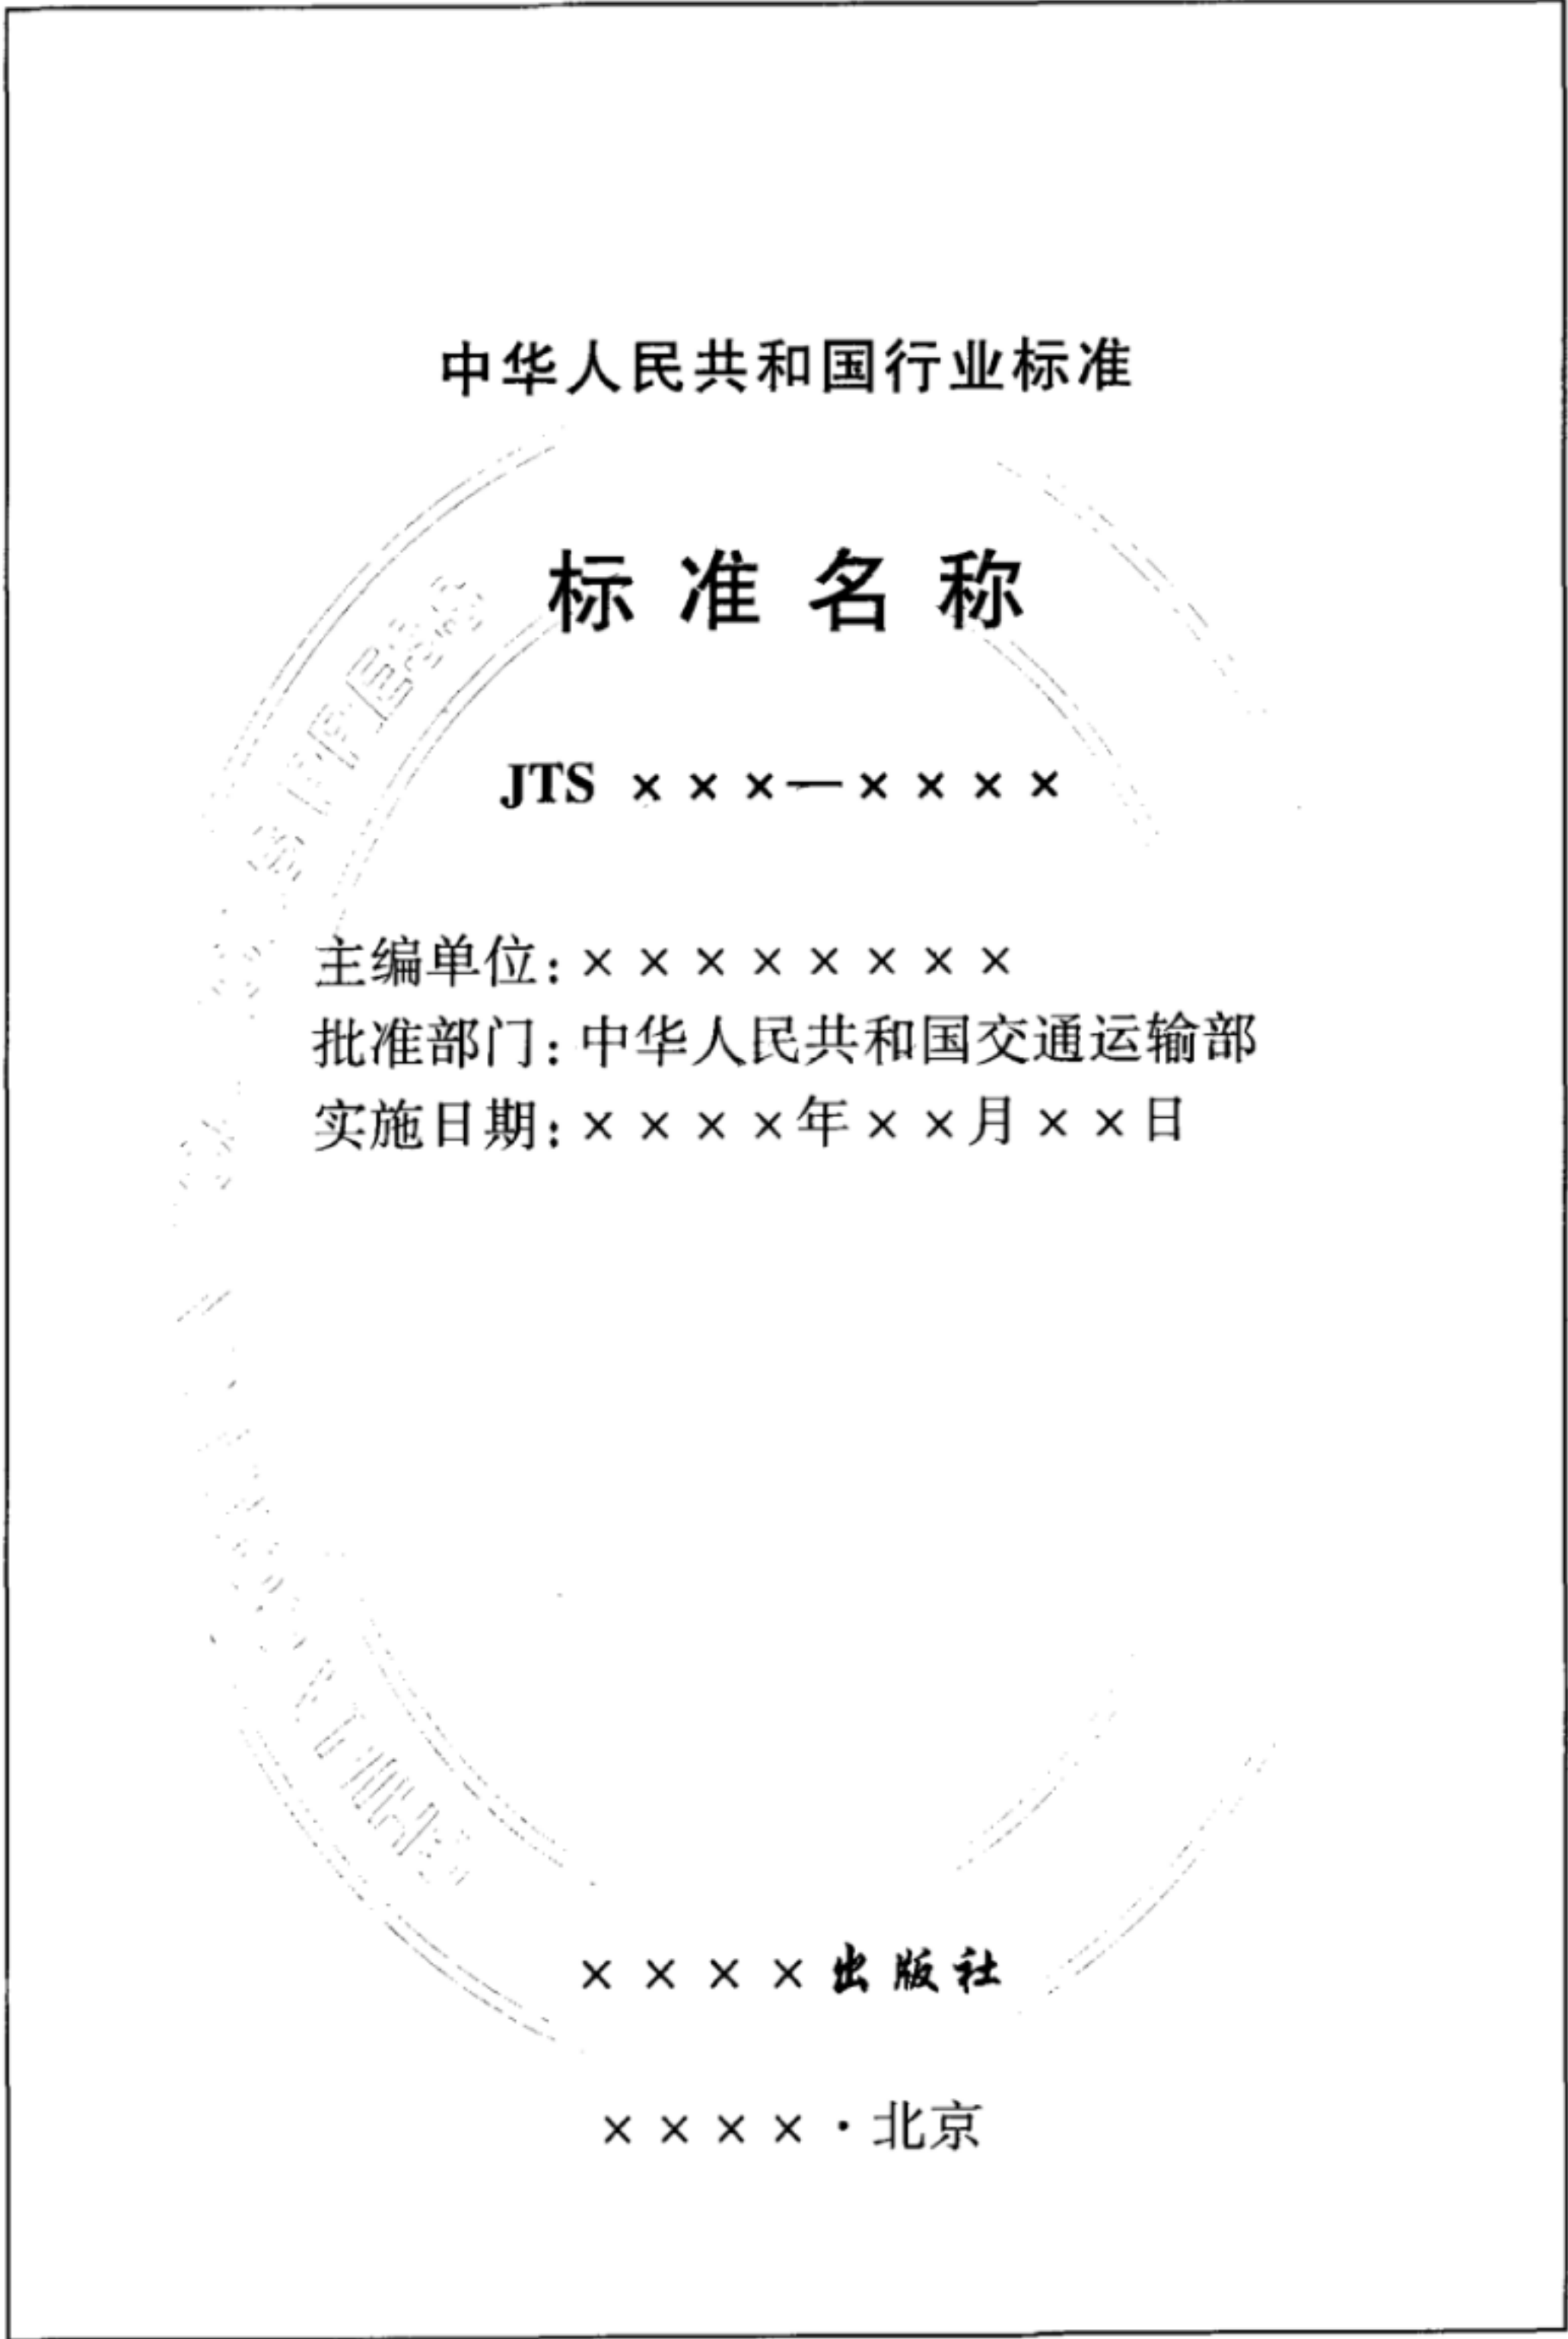 中华人民共和国行业标准
标准名称
JTS ×××—××××
主编单位:××××××××
批准部门:中华人民共和国交通运输部
实施日期:××××年××月××日
××××出版社
××××·北京